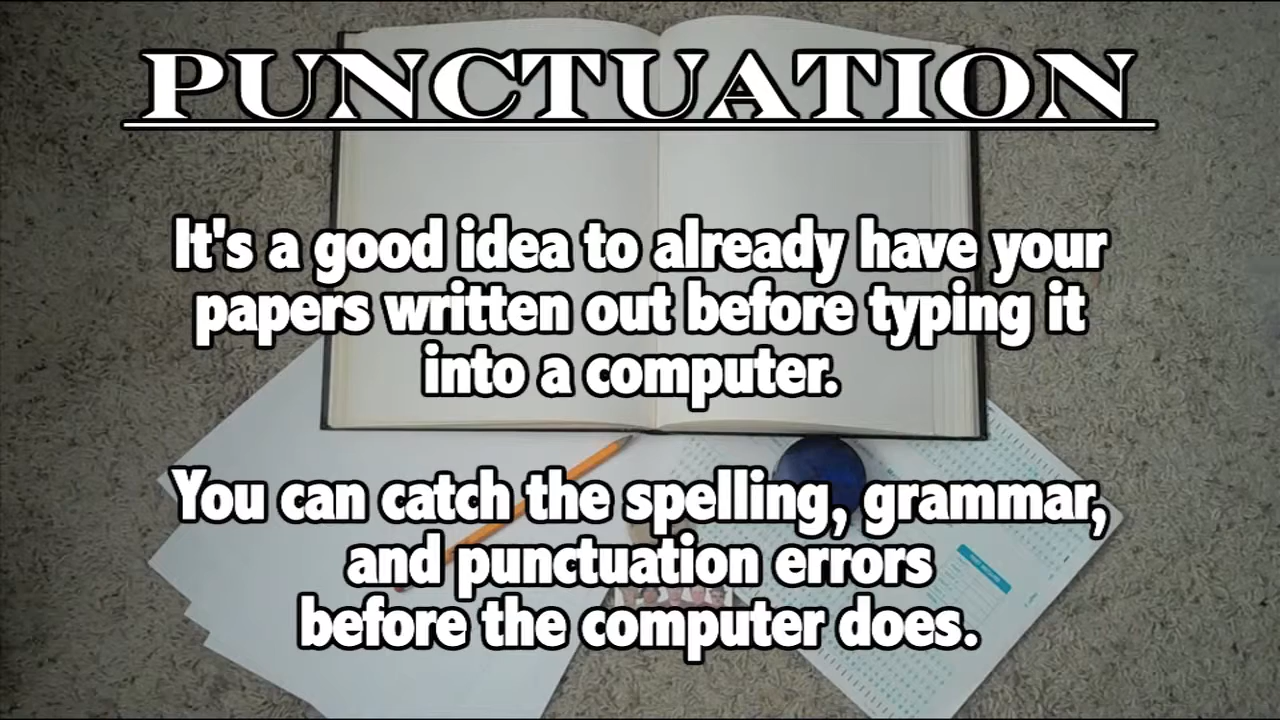 PUNCTUATION
It's a good idea to already have your
papers written out before typing it
into a computer.
You can catch the spelling, grammar,
and punctuation errors
before the computer does.